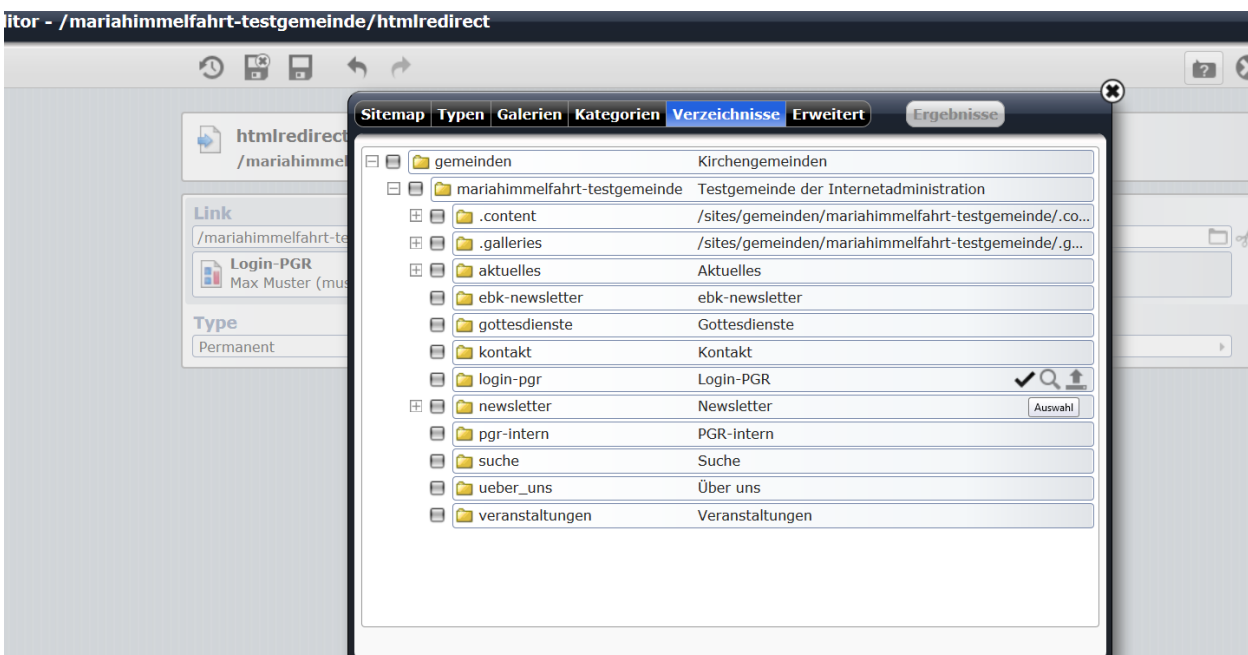 itor - /mariahimmelfahrt-testgemeinde/htmlredirect
Sitemap Typen Galerien Kategorien Verzeichnisse Erweitert Ergebnisse
htmlredirect
/mariahimmel
Link
/mariahimmelfahrt-te
Login-PGR
Max Muster (mus
Type
Permanent
gemeinden Kirchengemeinden
mariahimmelfahrt-testgemeinde Testgemeinde der Internetadministration
.content /sites/gemeinden/mariahimmelfahrt-testgemeinde/.co...
.galleries /sites/gemeinden/mariahimmelfahrt-testgemeinde/.g...
aktuelles Aktuelles
ebk-newsletter ebk-newsletter
gottesdienste Gottesdienste
kontakt Kontakt
login-pgr Login-PGR
newsletter Newsletter Auswahl
pgr-intern PGR-intern
suche Suche
ueber_uns Über uns
veranstaltungen Veranstaltungen